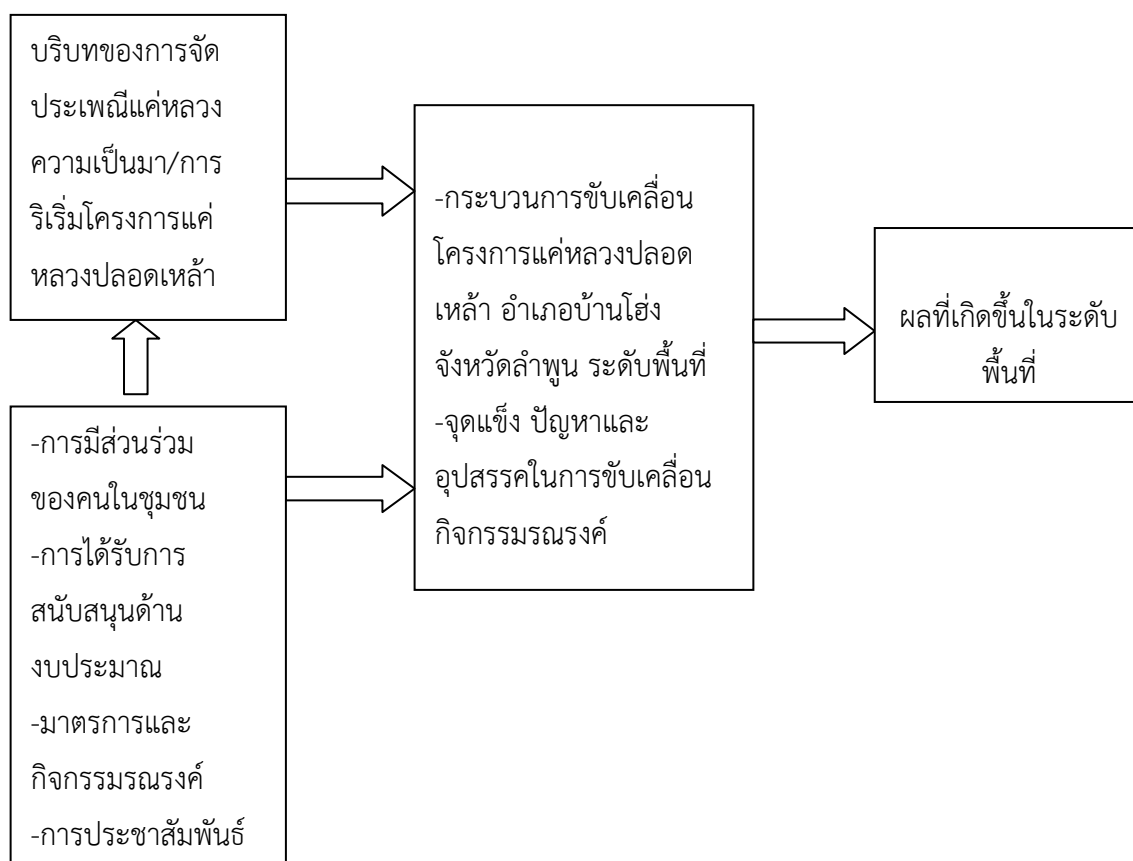 บริบทของการจัด
ประเพณีแค่หลวง
ความเป็นมา/การ
ริเริ่มโครงการแค่
หลวงปลอดเหล้า
-การมีส่วนร่วม
ของคนในชุมชน
-การได้รับการ
สนับสนุนด้าน
งบประมาณ
-มาตรการและ
กิจกรรมรณรงค์
-การประชาสัมพันธ์
-กระบวนการขับเคลื่อน
โครงการแค่หลวงปลอด
เหล้า อำเภอบ้านโฮ่ง
จังหวัดลำพูน ระดับพื้นที่
-จุดแข็ง ปัญหาและ
อุปสรรคในการขับเคลื่อน
กิจกรรมรณรงค์
ผลที่เกิดขึ้นในระดับ
พื้นที่